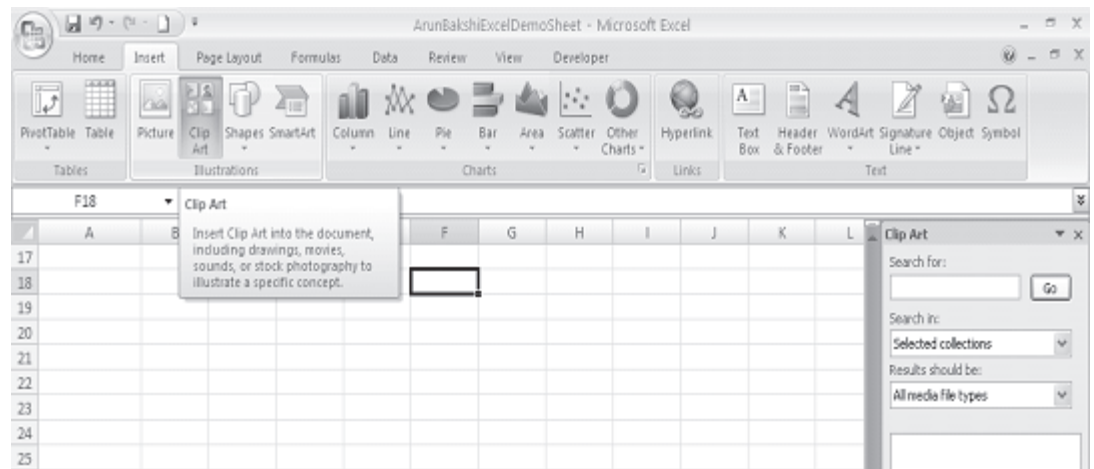 ArunBakshiExcelDemoSheet - Microsoft Excel
Home Insert Page Layout Formulas Data Review View Developer
PivotTable Table Picture Clip Art Shapes SmartArt Column Line Pie Bar Area Scatter Other Charts Hyperlink Text Box Header & Footer WordArt Signature Line Object Symbol
Tables Illustrations Charts Links Text
F18
Clip Art
Insert Clip Art into the document,
including drawings, movies,
sounds, or stock photography to
illustrate a specific concept.
A B F G H I J K L
17
18
19
20
21
22
23
24
25
Clip Art
Search for:
Go
Search in:
Selected collections
Results should be:
All media file types